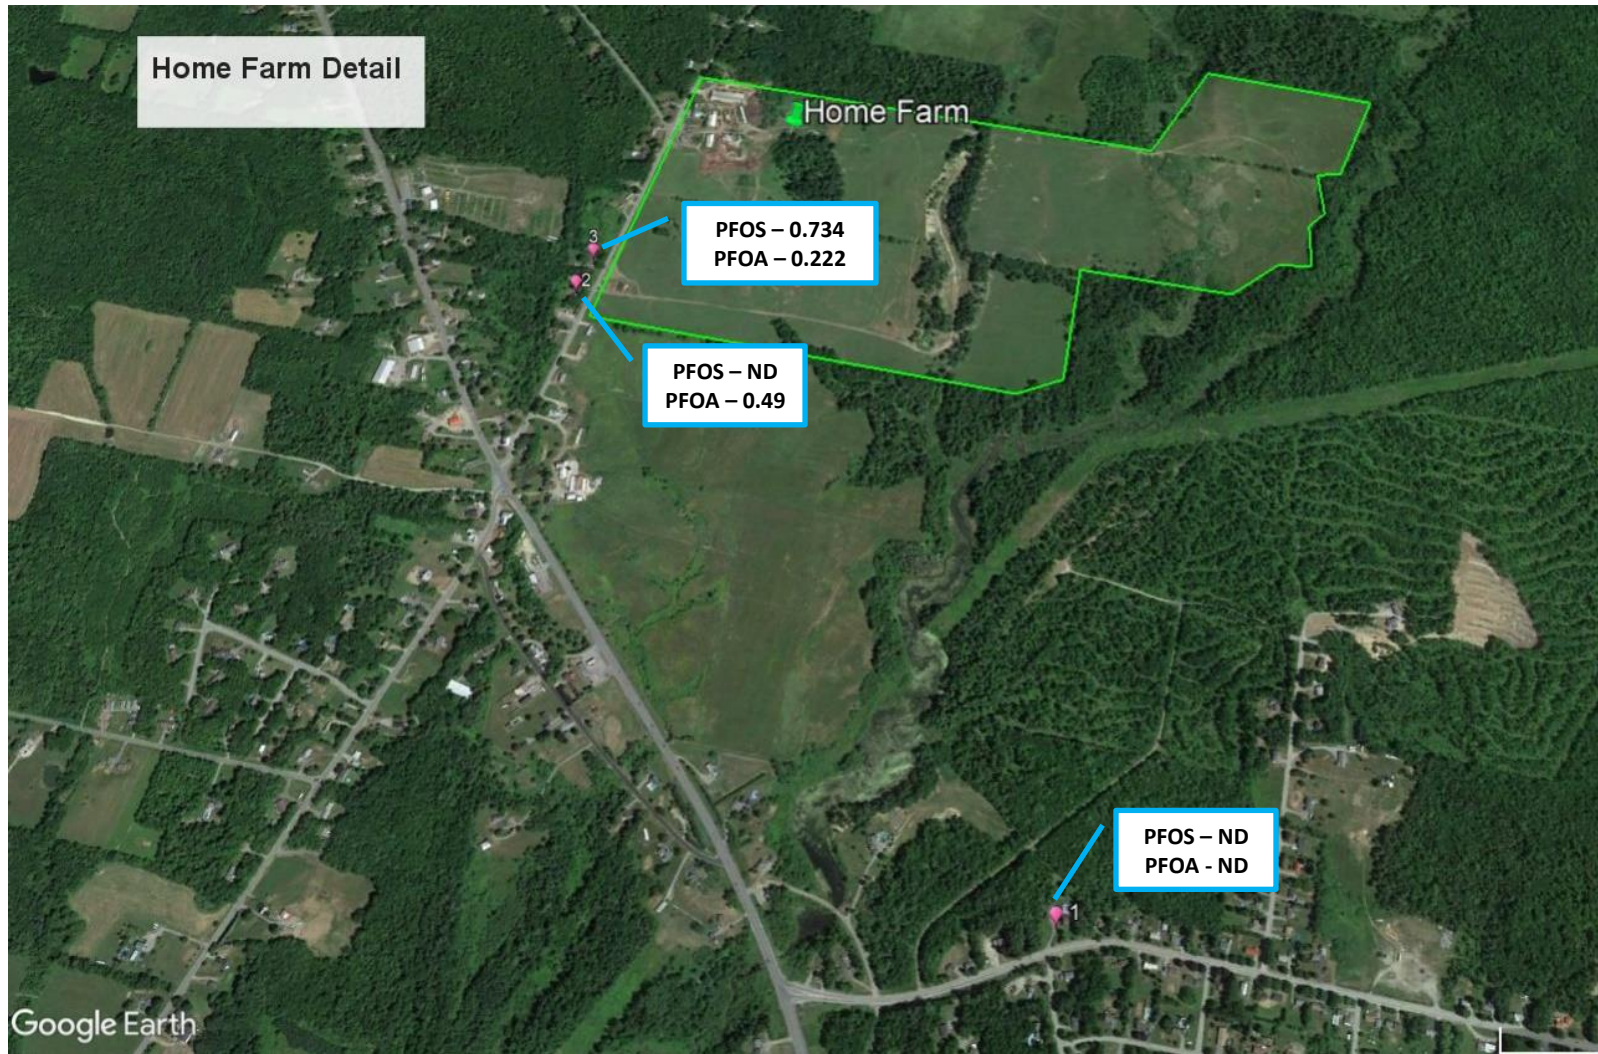 Home Farm Detail
Home Farm
3
PFOS – 0.734
PFOA – 0.222
2
PFOS – ND
PFOA – 0.49
PFOS – ND
PFOA - ND
1
Google Earth